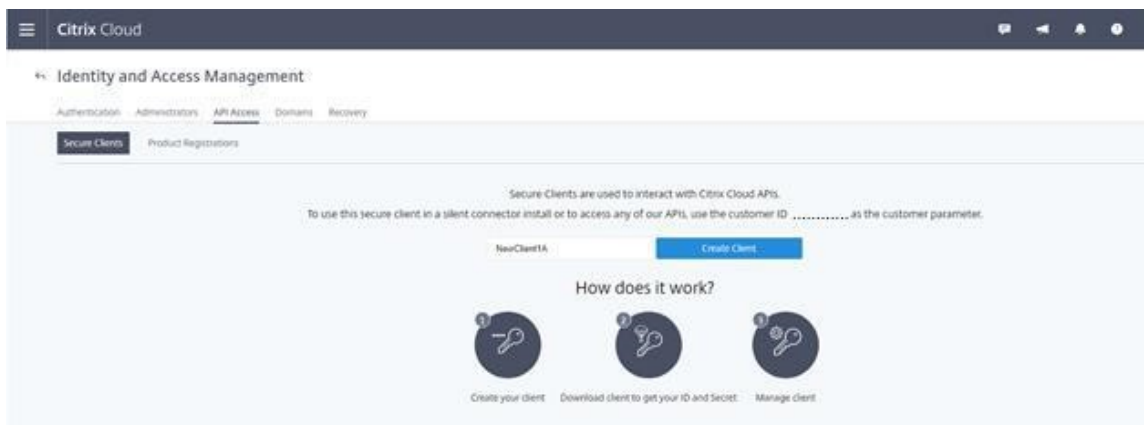 Citrix Cloud
Identity and Access Management
Authentication Administrators API Access Domains Recovery
Secure Clients Product Registrations
Secure Clients are used to interact with Citrix Cloud APIs.
To use this secure client in a silent connector install or to access any of our APIs, use the customer ID ............. as the customer parameter.
Create Client
How does it work?
1 2 3
Create your client Download client to get your ID and Secret Manage client